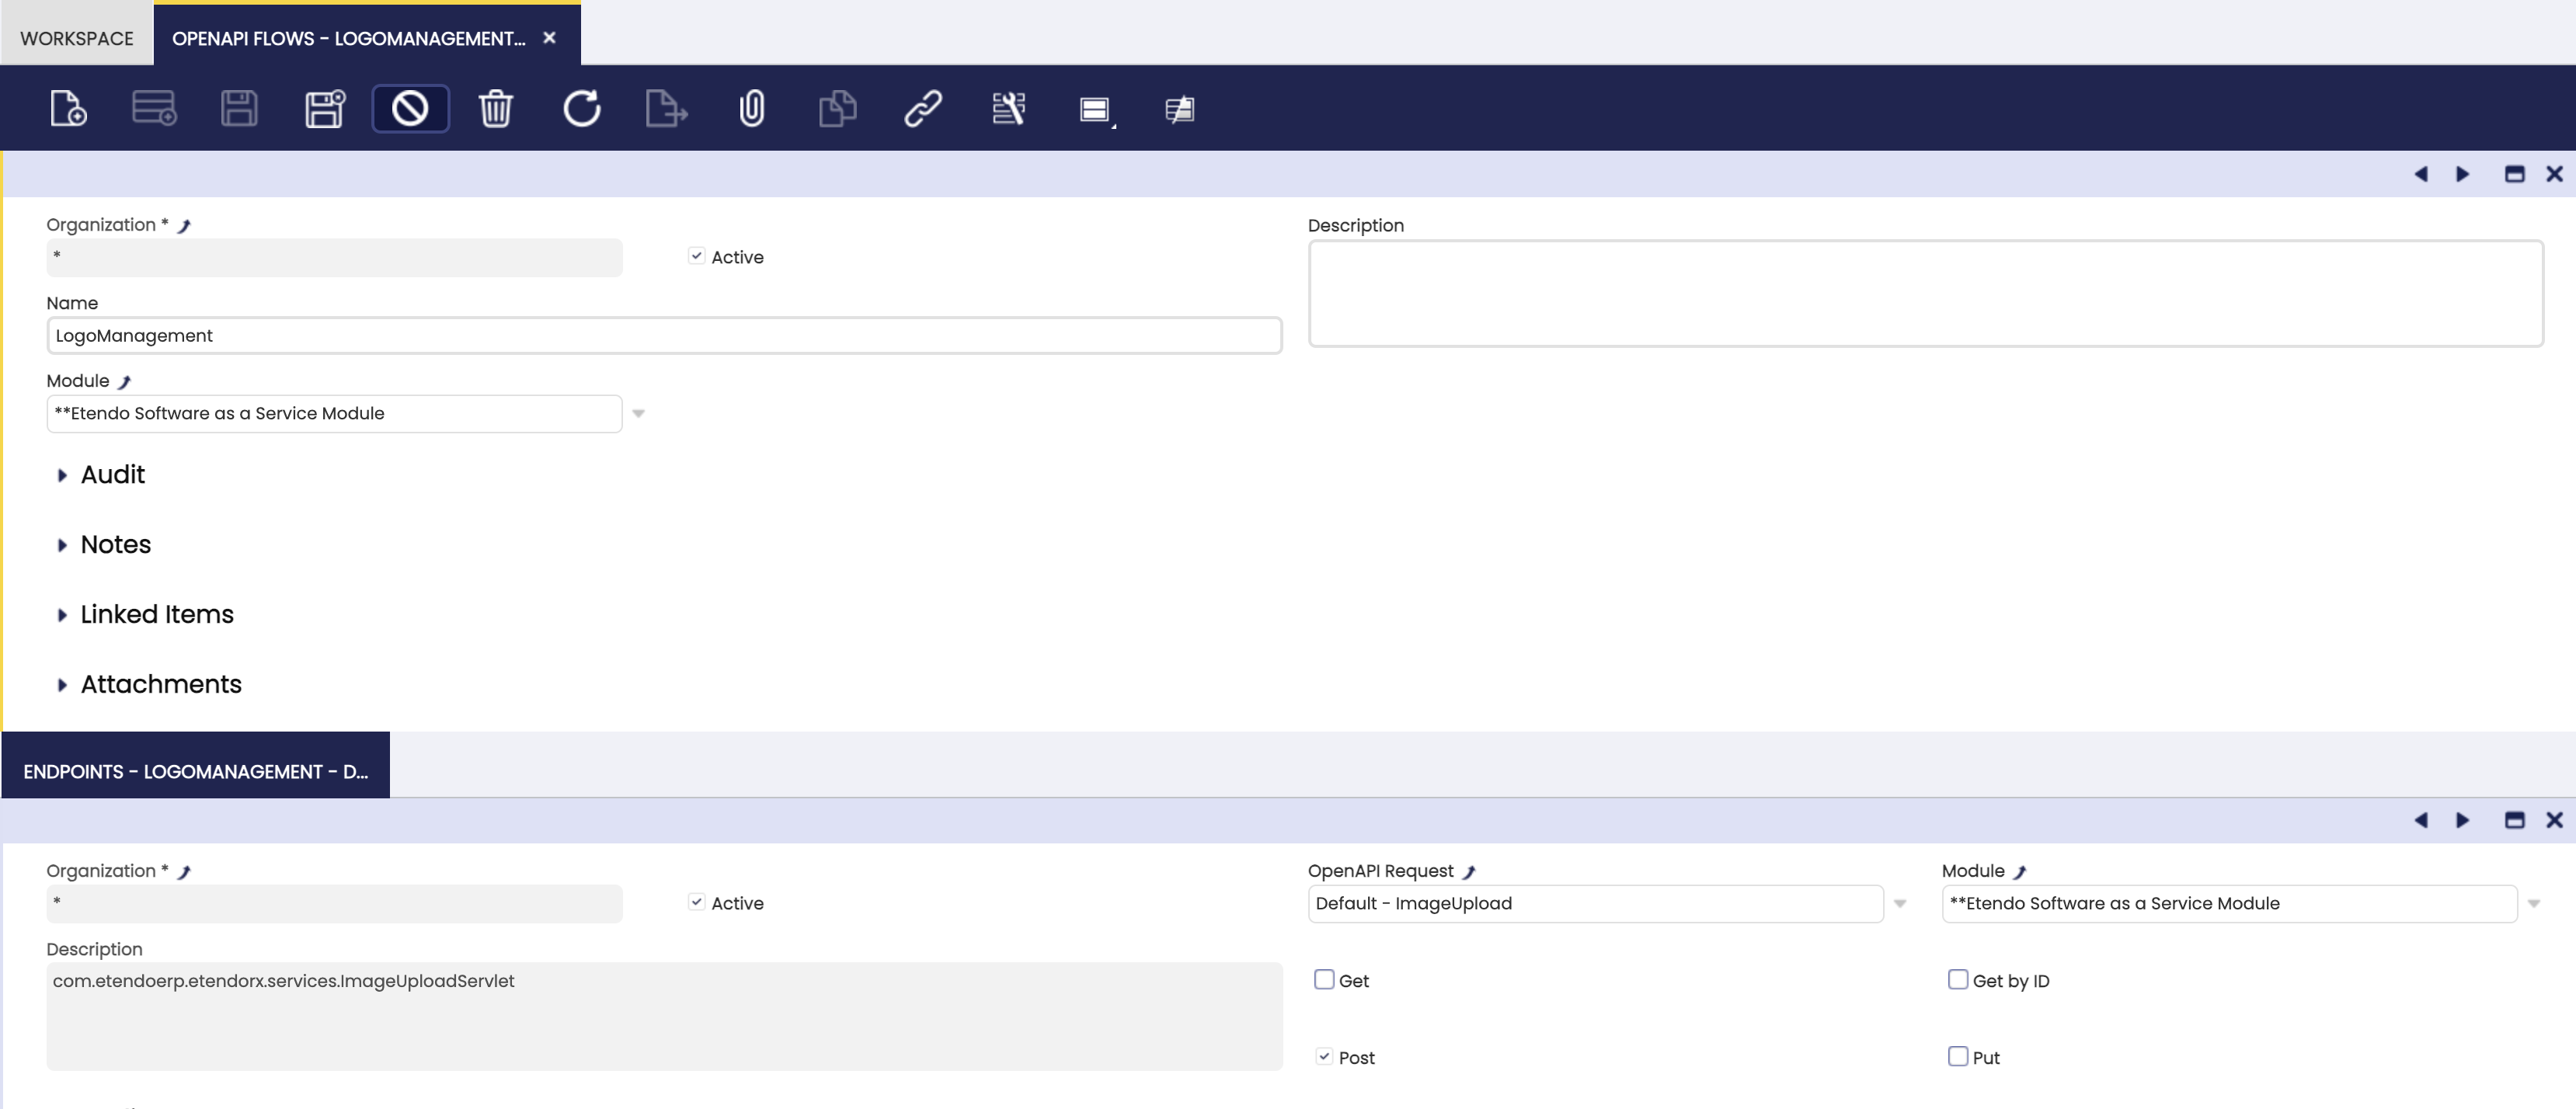 WORKSPACE
OPENAPI FLOWS - LOGOMANAGEMENT...
Organization *
*
Active
Description
Name
LogoManagement
Module
**Etendo Software as a Service Module
Audit
Notes
Linked Items
Attachments
ENDPOINTS - LOGOMANAGEMENT - D...
Organization *
*
Active
OpenAPI Request
Default - ImageUpload
Module
**Etendo Software as a Service Module
Description
com.etendoerp.etendorx.services.ImageUploadServlet
Get
Get by ID
Post
Put